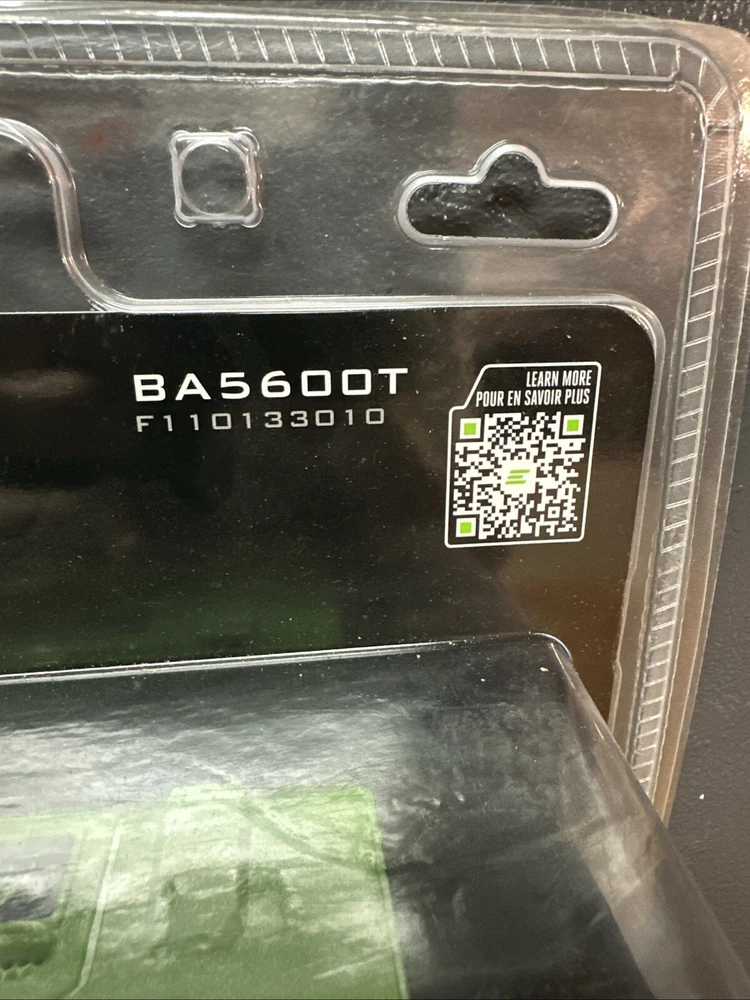 BA5600T
F110133010
LEARN MORE
POUR EN SAVOIR PLUS